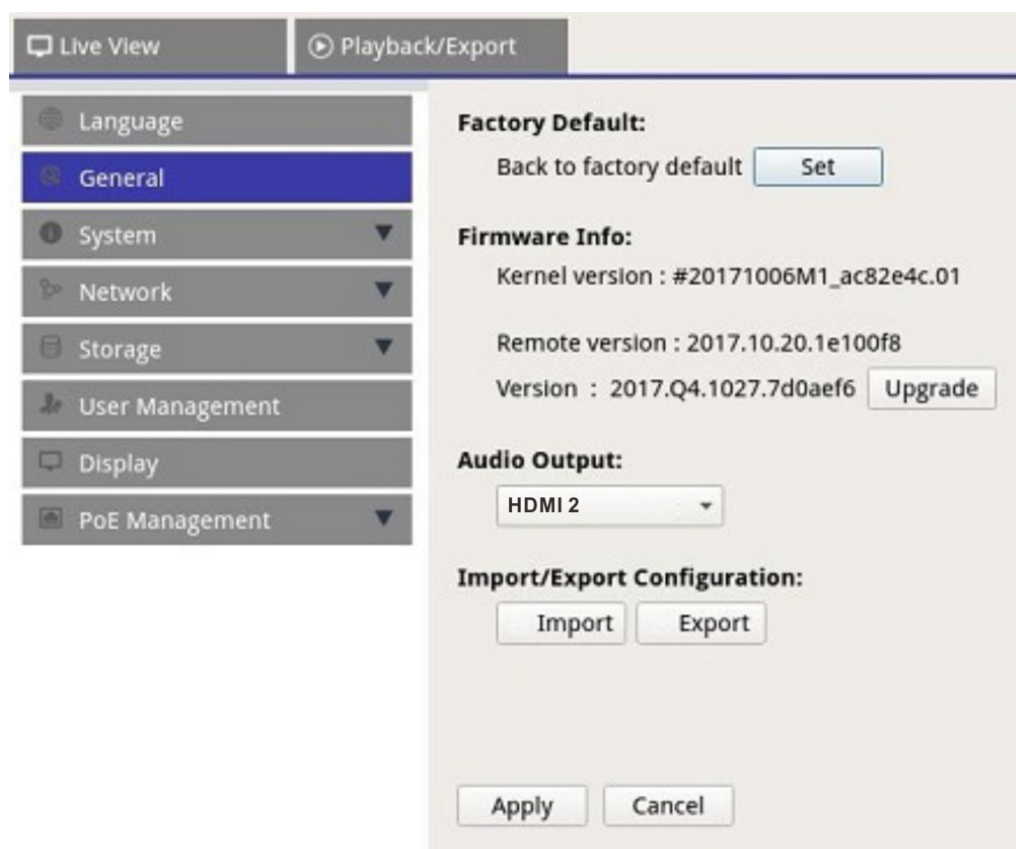 Live View
Playback/Export
Language
General
System
Network
Storage
User Management
Display
PoE Management
Factory Default:
Back to factory default Set
Firmware Info:
Kernel version : #20171006M1_ac82e4c.01
Remote version : 2017.10.20.1e100f8
Version : 2017.Q4.1027.7d0aef6 Upgrade
Audio Output:
HDMI 2
Import/Export Configuration:
Import Export
Apply Cancel